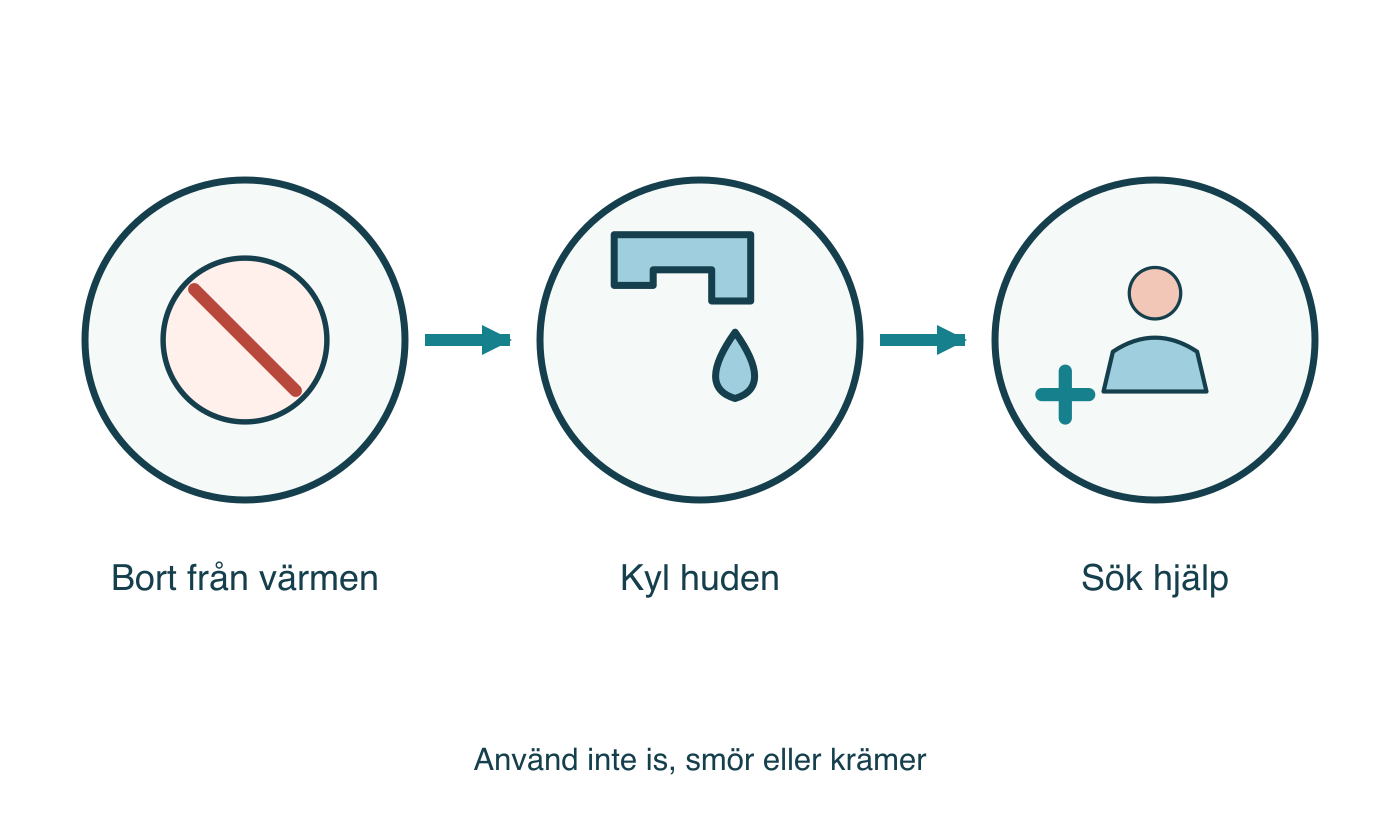 Bort från värmen
Kyl huden
Sök hjälp
Använd inte is, smör eller krämer